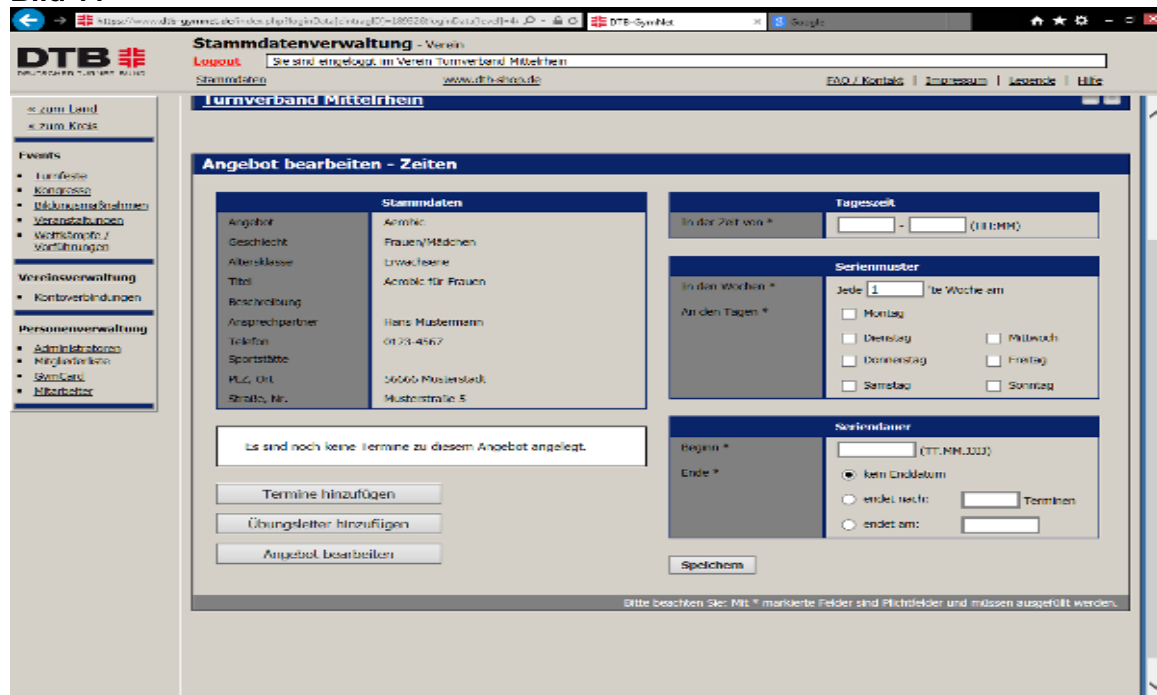 DTB-GymNet
Google
DTB
Stammdatenverwaltung - Verein
Logout
Sie sind eingeloggt im Verein Turnverband Mittelrhein
Stammdaten
www.dtb-shop.de
FAQ / Kontakt | Impressum | Legende | Hilfe
Turnverband Mittelrhein
« zum Land
« zum Kreis
Events
Turnfeste
Kongresse
Bildungsmaßnahmen
Veranstaltungen
Wettkämpfe /
Vorführungen
Vereinsverwaltung
Kontoverbindungen
Personenverwaltung
Administratoren
Mitgliederliste
GymCard
Mitarbeiter
Angebot bearbeiten - Zeiten
Stammdaten
Angebot Aerobic
Geschlecht Frauen/Mädchen
Altersklasse Erwachsene
Titel Aerobic für Frauen
Beschreibung
Ansprechpartner Hans Mustermann
Telefon 0123-4567
Sportstätte
PLZ, Ort 56666 Musterstadt
Straße, Nr. Musterstraße 5
Es sind noch keine Termine zu diesem Angebot angelegt.
Termine hinzufügen
Übungsleiter hinzufügen
Angebot bearbeiten
Tageszeit
In der Zeit von * - (HH:MM)
Serienmuster
In den Wochen * Jede 1 'te Woche am
An den Tagen * Montag
Dienstag Mittwoch
Donnerstag Freitag
Samstag Sonntag
Seriendauer
Beginn * (TT.MM.JJJJ)
Ende * kein Enddatum
endet nach: Terminen
endet am:
Speichern
Bitte beachten Sie: Mit * markierte Felder sind Pflichtfelder und müssen ausgefüllt werden.